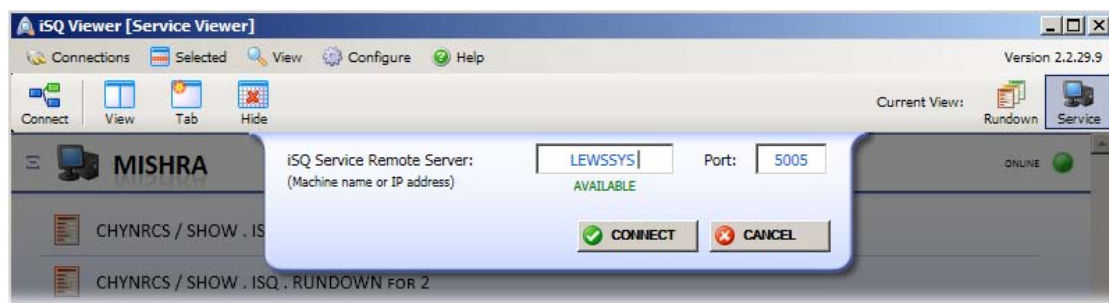 iSQ Viewer [Service Viewer]
Connections Selected View Configure Help Version 2.2.29.9
Connect View Tab Hide Current View: Rundown Service
MISHRA ONLINE
iSQ Service Remote Server: LEWSSYS Port: 5005
(Machine name or IP address) AVAILABLE
CHYNRCS / SHOW . IS
CONNECT CANCEL
CHYNRCS / SHOW . ISQ . RUNDOWN FOR 2